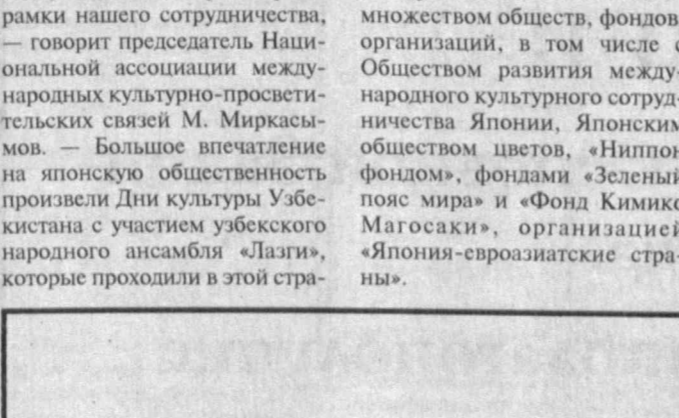 рамки нашего сотрудничества,
— говорит председатель Наци-
ональной ассоциации между-
народных культурно-просвети-
тельских связей М. Миркасы-
мов. — Большое впечатление
на японскую общественность
произвели Дни культуры Узбе-
кистана с участием узбекского
народного ансамбля «Лазги»,
которые проходили в этой стра-
множеством обществ, фондов
организаций, в том числе с
Обществом развития между-
народного культурного сотруд-
ничества Японии, Японским
обществом цветов, «Ниппон
фондом», фондами «Зеленый
пояс мира» и «Фонд Кимико
Магосаки», организацией
«Япония-евроазиатские стра-
ны».